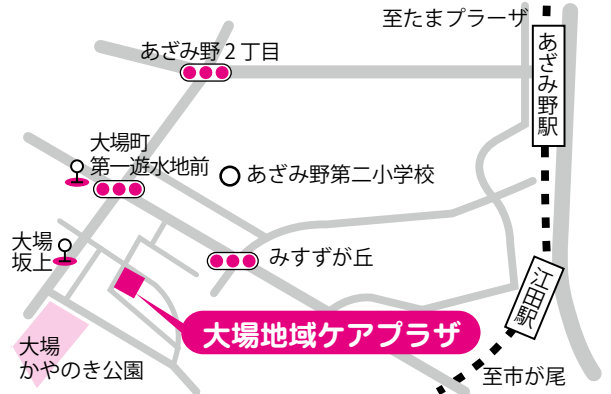 至たまプラーザ
あざみ野駅
あざみ野2丁目
大場町
第一遊水地前
あざみ野第二小学校
大場
坂上
みすずが丘
江田駅
大場地域ケアプラザ
大場
かやのき公園
至市が尾